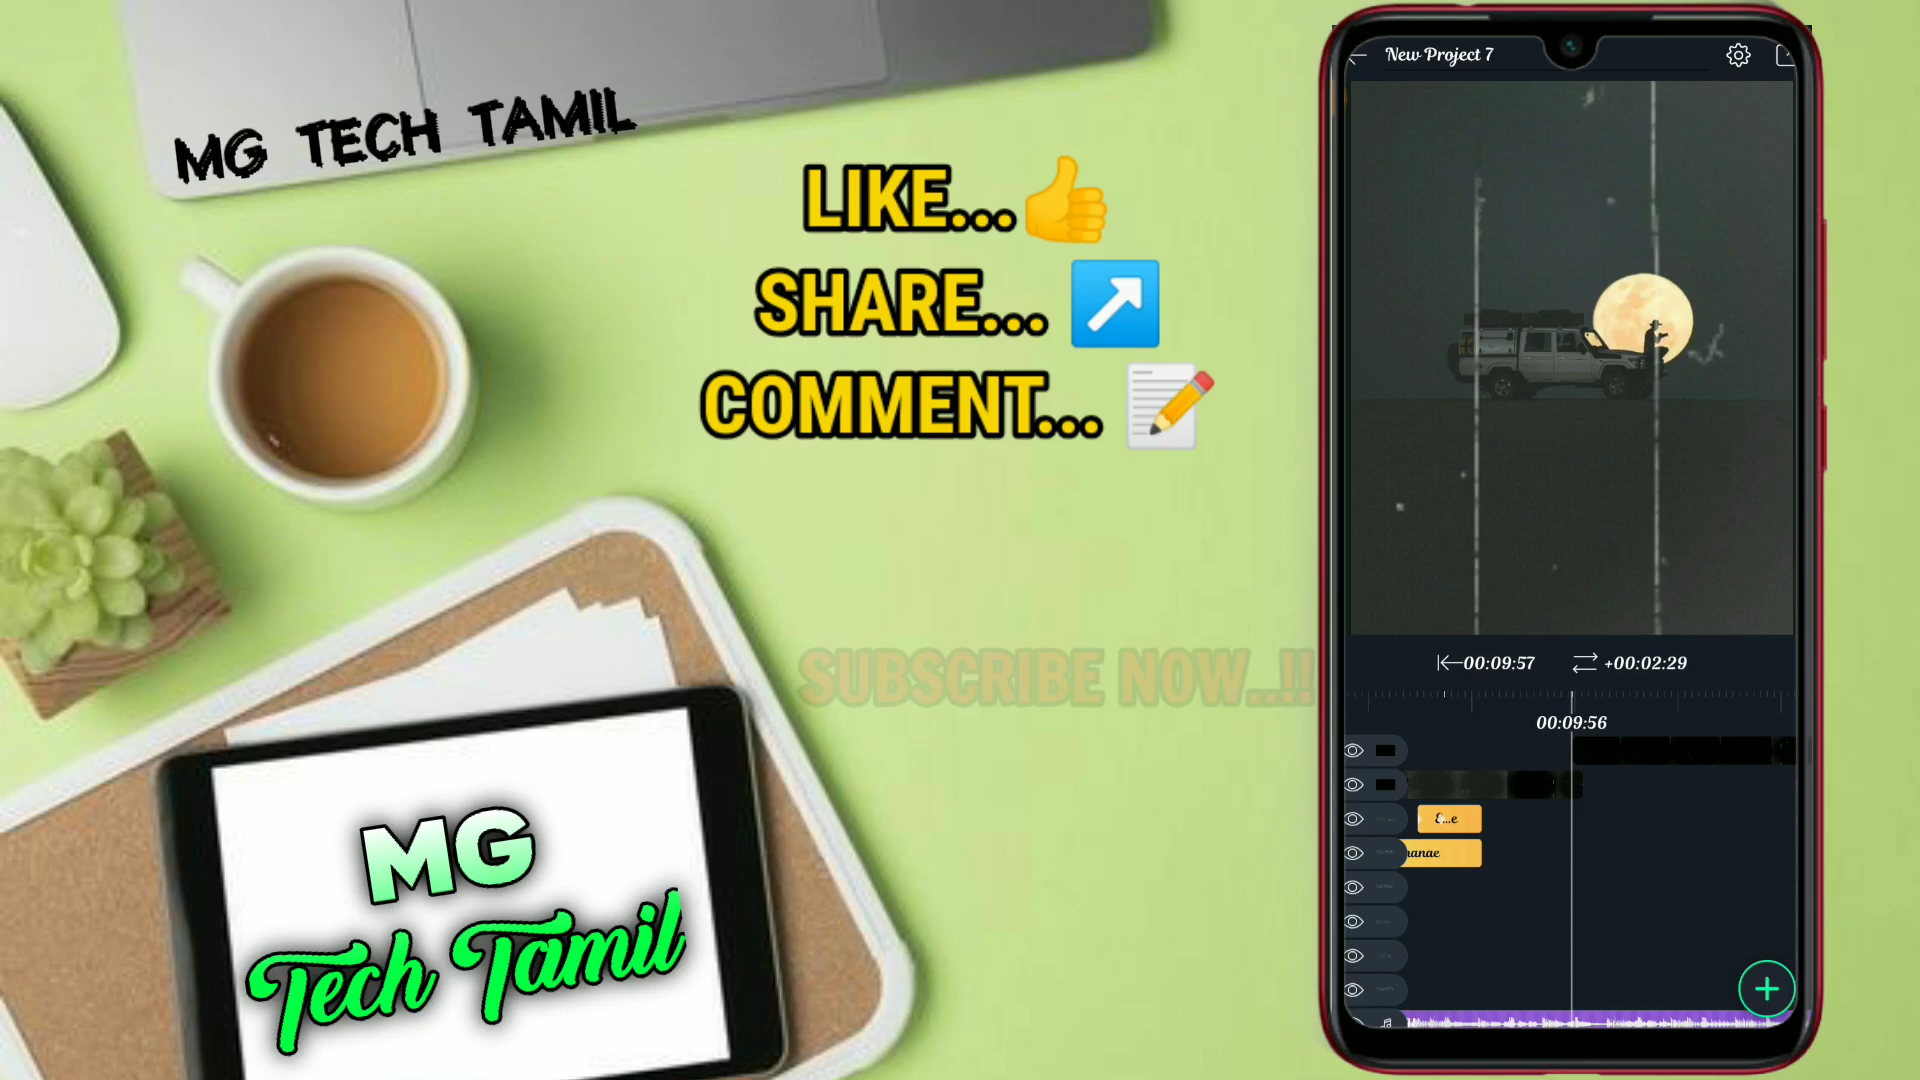 MG TECH TAMIL
LIKE...👍
SHARE... ↗
COMMENT... 📝
SUBSCRIBE NOW..!!
MG
Tech Tamil
New Project 7
00:09:57
+00:02:29
00:09:56
E...e
nanae